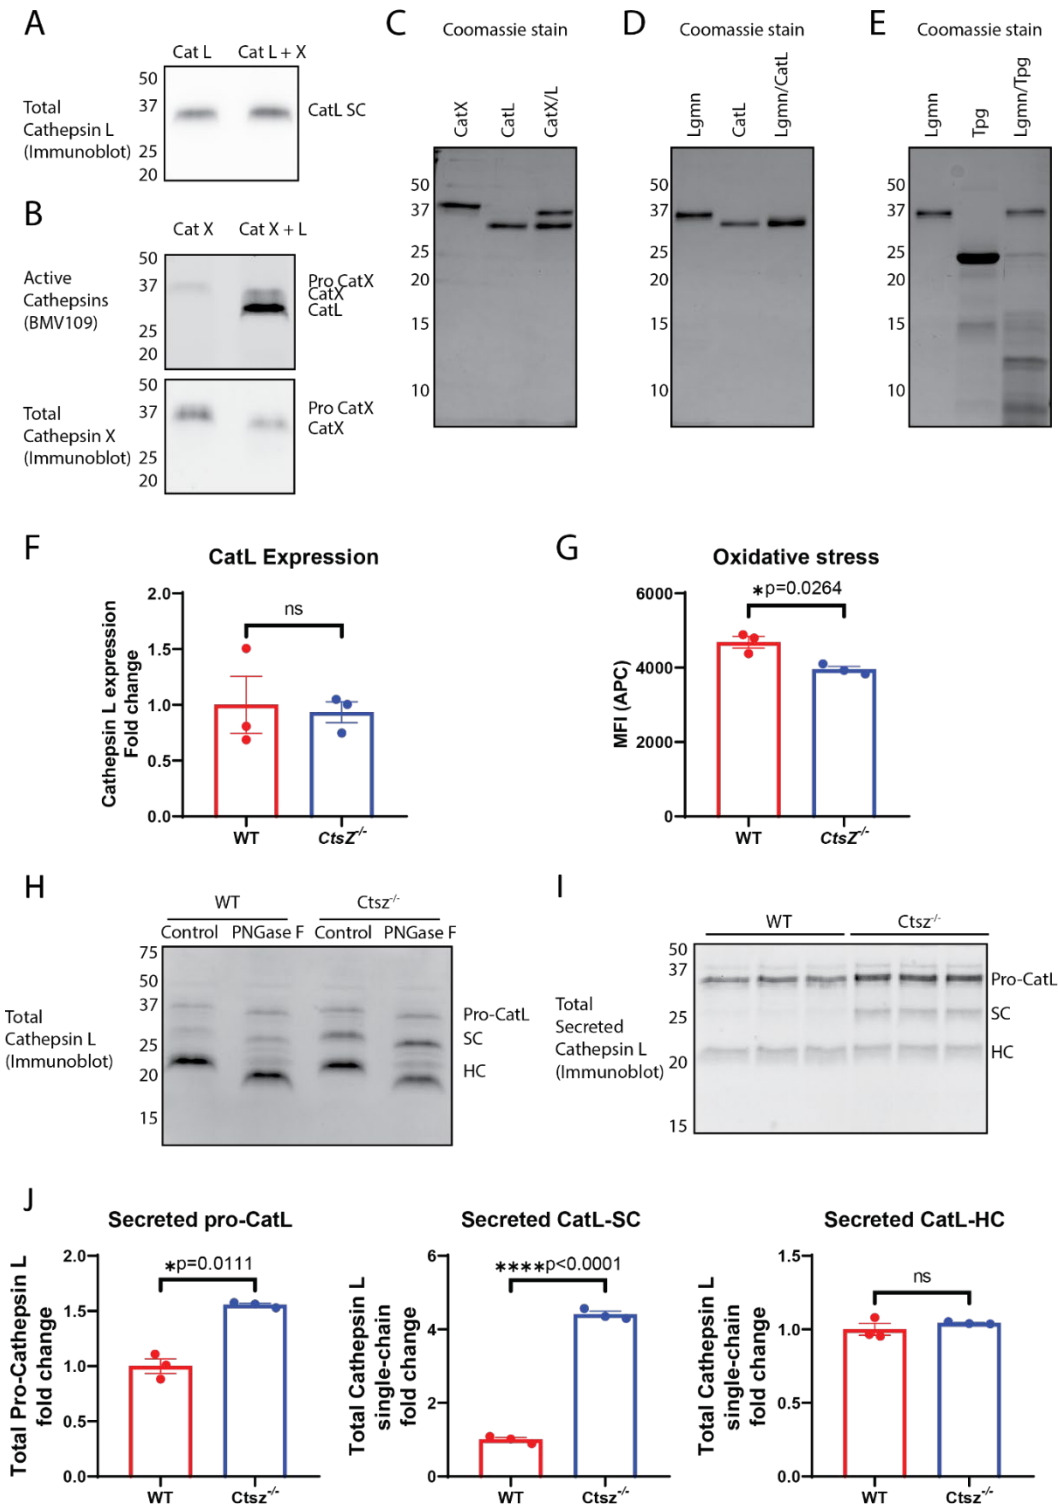 A
Cat L
Cat L + X
50
37
25
20
Total
Cathepsin L
(Immunoblot)
CatL SC
B
Cat X
Cat X + L
50
37
25
20
Active
Cathepsins
(BMV109)
Pro CatX
CatX
CatL
50
37
25
20
Total
Cathepsin X
(Immunoblot)
Pro CatX
CatX
C
Coomassie stain
CatX
CatL
CatX/L
50
37
25
20
15
10
D
Coomassie stain
Lgmn
CatL
Lgmn/CatL
50
37
25
20
15
10
E
Coomassie stain
Lgmn
Tpg
Lgmn/Tpg
50
37
25
20
15
10
F
CatL Expression
Cathepsin L expression
Fold change
2.0
1.5
1.0
0.5
0.0
ns
WT
CtsZ-/-
G
Oxidative stress
MFI (APC)
6000
4000
2000
0
*p=0.0264
WT
CtsZ-/-
H
WT
Ctsz-/-
Control
PNGase F
Control
PNGase F
75
50
37
25
20
15
Total
Cathepsin L
(Immunoblot)
Pro-CatL
SC
HC
I
WT
Ctsz-/-
50
37
25
20
15
Total
Secreted
Cathepsin L
(Immunoblot)
Pro-CatL
SC
HC
J
Secreted pro-CatL
Total Pro-Cathepsin L
fold change
2.0
1.5
1.0
0.5
0.0
*p=0.0111
WT
Ctsz-/-
Secreted CatL-SC
Total Cathepsin L
single-chain
fold change
6
4
2
0
****p<0.0001
WT
Ctsz-/-
Secreted CatL-HC
Total Cathepsin L
single-chain
fold change
1.5
1.0
0.5
0.0
ns
WT
Ctsz-/-